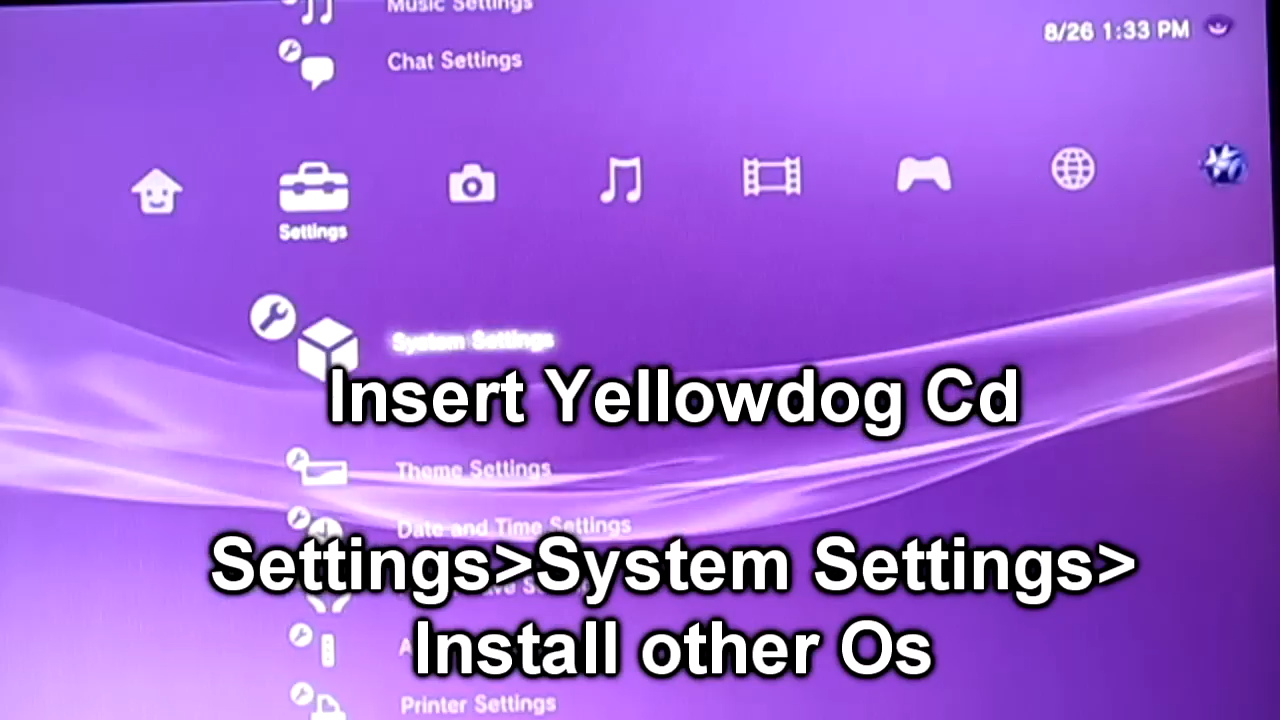 Music Settings
8/26 1:33 PM
Chat Settings
Settings
System Settings
Insert Yellowdog Cd
Theme Settings
Date and Time Settings
Settings>System Settings>
Install other Os
Printer Settings